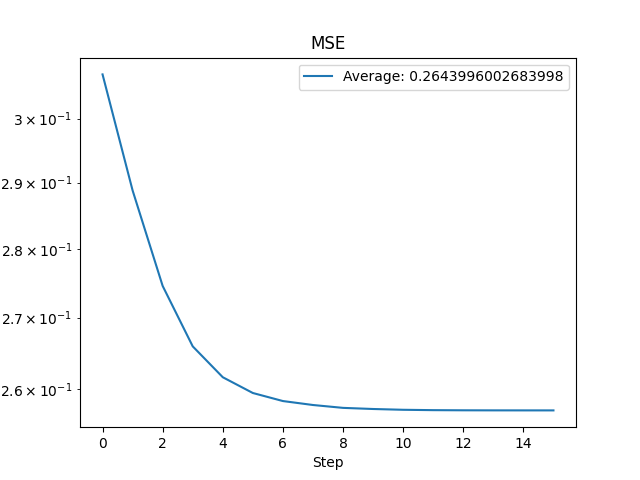 MSE
Average: 0.2643996002683998
3 × 10⁻¹
2.9 × 10⁻¹
2.8 × 10⁻¹
2.7 × 10⁻¹
2.6 × 10⁻¹
0 2 4 6 8 10 12 14
Step